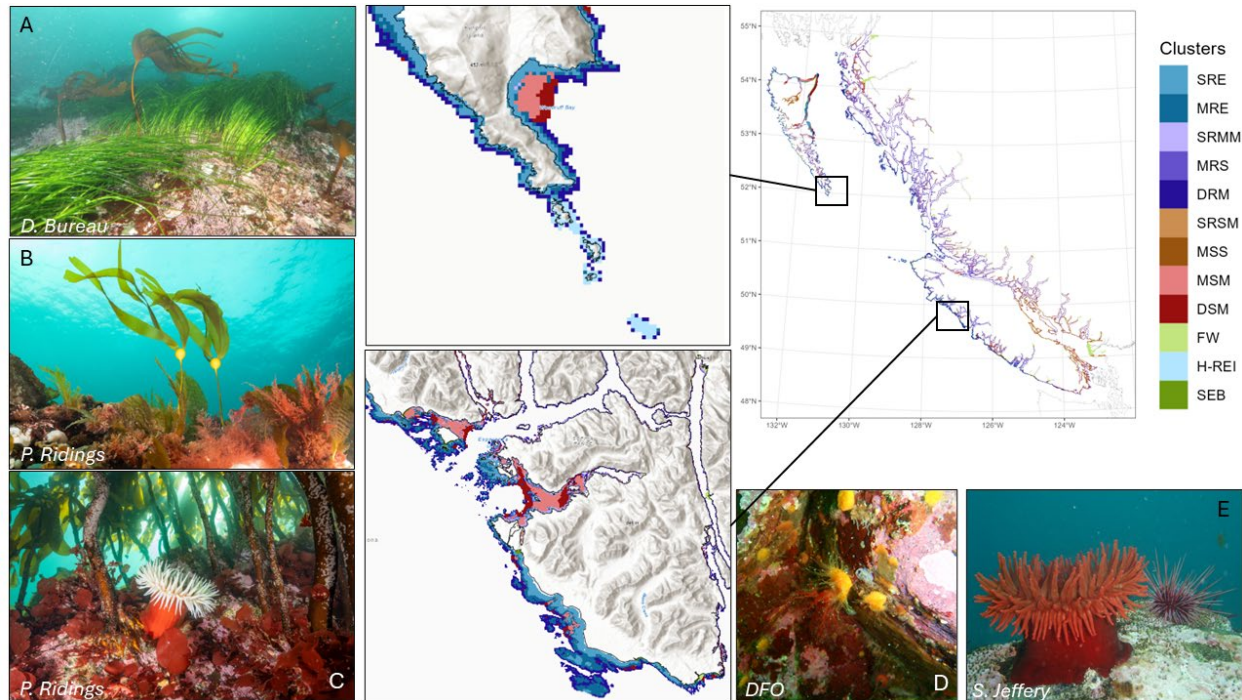 A
D. Bureau
B
P. Ridings
P. Ridings
C
55°N
54°N
53°N
52°N
51°N
50°N
49°N
48°N
132°W
130°W
128°W
126°W
124°W
Clusters
SRE
MRE
SRMM
MRS
DRM
SRSM
MSS
MSM
DSM
FW
H-REI
SEB
DFO
D
E
S. Jeffery